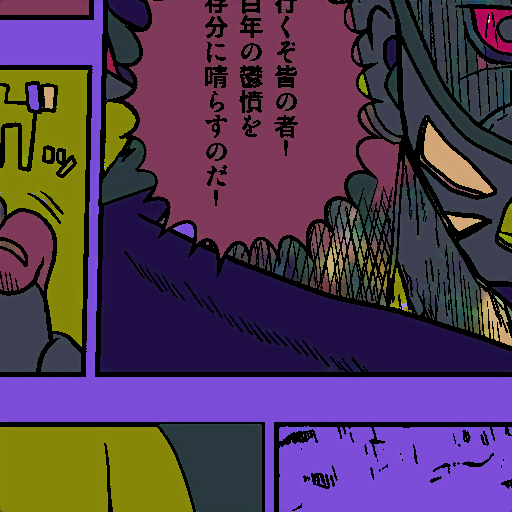 行くぞ皆の者！
百年の鬱憤を
存分に晴らすのだ！